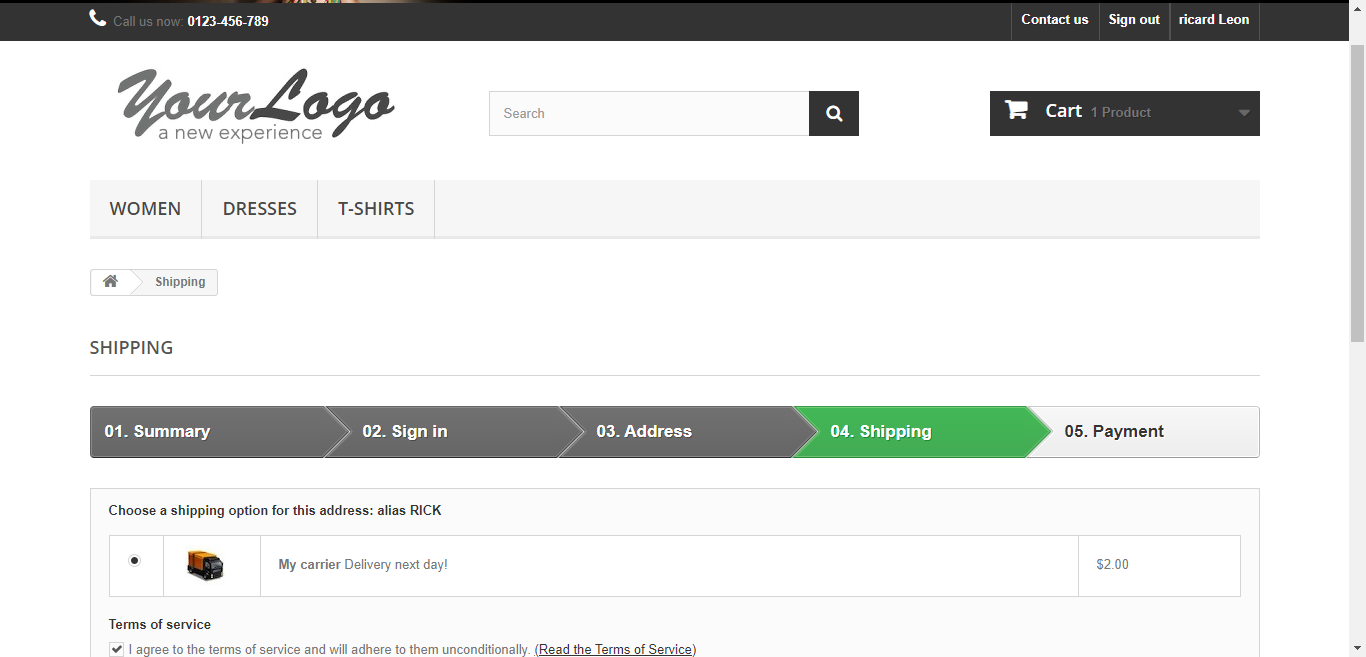 Call us now: 0123-456-789 Contact us Sign out ricard Leon
YourLogo
a new experience
Search
Cart 1 Product
WOMEN DRESSES T-SHIRTS
Shipping
SHIPPING
01. Summary 02. Sign in 03. Address 04. Shipping 05. Payment
Choose a shipping option for this address: alias RICK
My carrier Delivery next day! $2.00
Terms of service
I agree to the terms of service and will adhere to them unconditionally. (Read the Terms of Service)